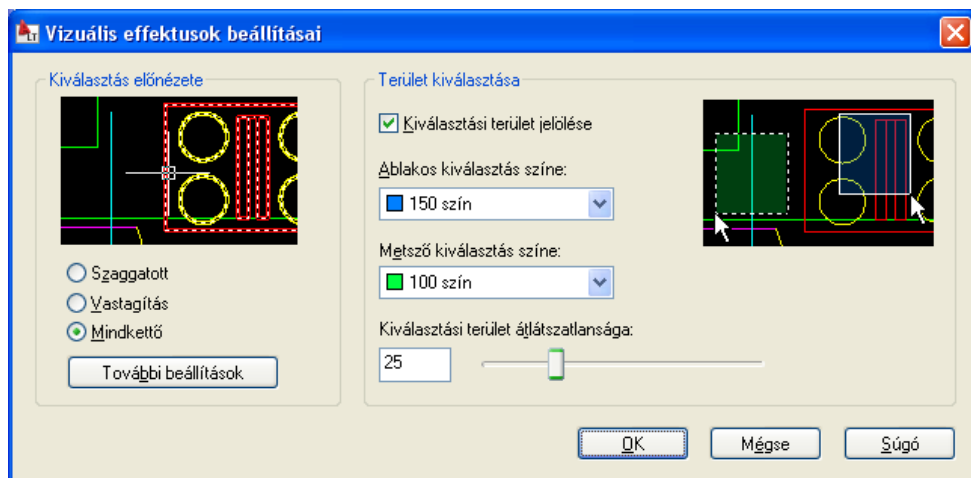 Vizuális effektusok beállításai
Kiválasztás előnézete
Szaggatott
Vastagítás
Mindkettő
További beállítások
Terület kiválasztása
Kiválasztási terület jelölése
Ablakos kiválasztás színe:
150 szín
Metsző kiválasztás színe:
100 szín
Kiválasztási terület átlátszatlansága:
25
OK
Mégse
Súgó